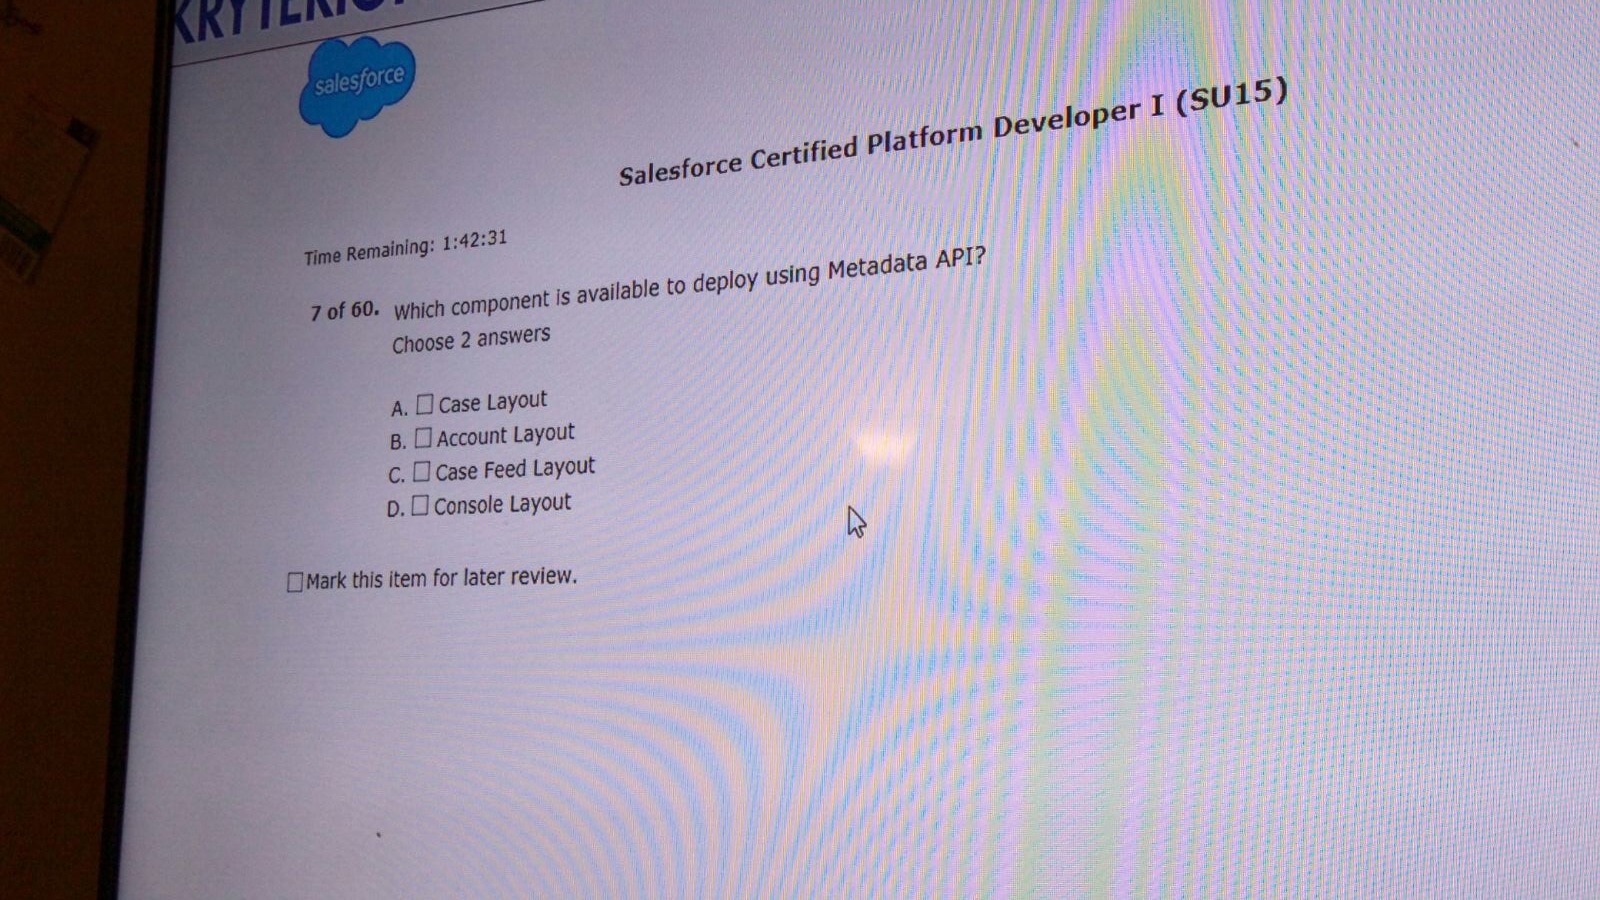 salesforce
Salesforce Certified Platform Developer I (SU15)
Time Remaining: 1:42:31
7 of 60. Which component is available to deploy using Metadata API?
Choose 2 answers
A. Case Layout
B. Account Layout
C. Case Feed Layout
D. Console Layout
Mark this item for later review.